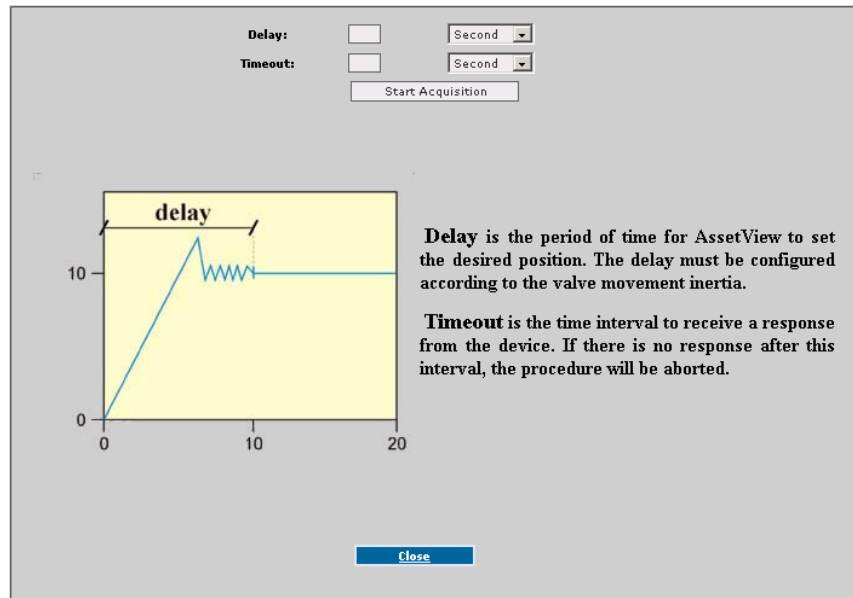 Delay: Second
Timeout: Second
Start Acquisition
delay
10
0
0 10 20
Delay is the period of time for AssetView to set
the desired position. The delay must be configured
according to the valve movement inertia.
Timeout is the time interval to receive a response
from the device. If there is no response after this
interval, the procedure will be aborted.
Close